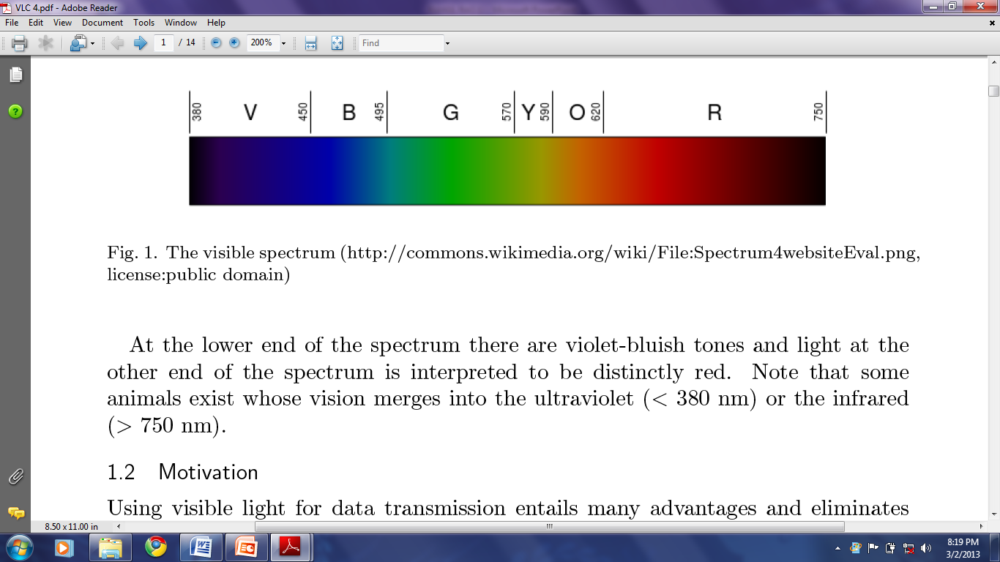 VLC 4.pdf - Adobe Reader
File Edit View Document Tools Window Help
1 / 14 200% Find
380 V 450 B 495 G 570 Y 590 O 620 R 750
Fig. 1. The visible spectrum (http://commons.wikimedia.org/wiki/File:Spectrum4websiteEval.png,
license:public domain)
At the lower end of the spectrum there are violet-bluish tones and light at the
other end of the spectrum is interpreted to be distinctly red. Note that some
animals exist whose vision merges into the ultraviolet (< 380 nm) or the infrared
(> 750 nm).
1.2 Motivation
Using visible light for data transmission entails many advantages and eliminates
8.50 x 11.00 in
8:19 PM
3/2/2013